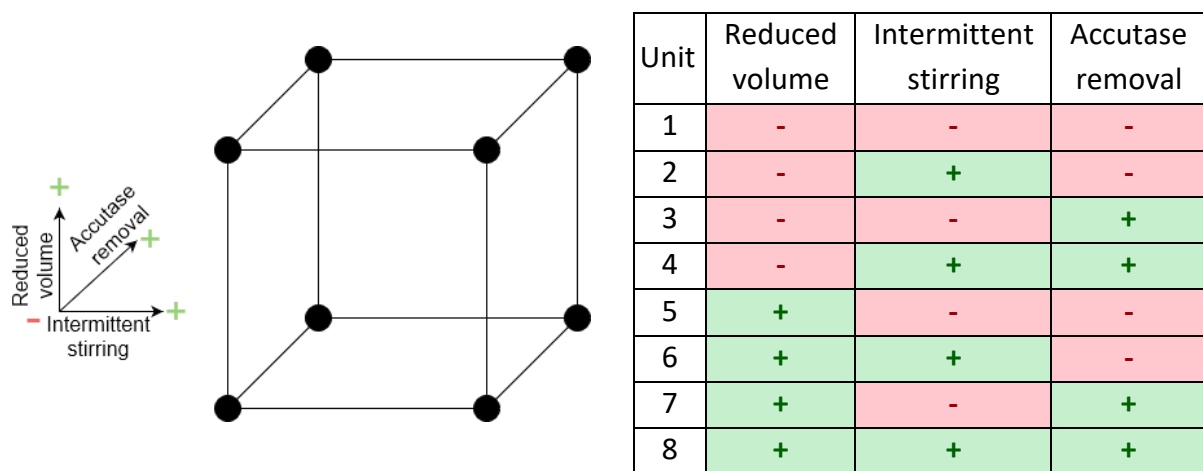 +
Reduced
volume
Accutase
removal
+
- Intermittent +
stirring
Unit Reduced volume Intermittent stirring Accutase removal
1 - - -
2 - + -
3 - - +
4 - + +
5 + - -
6 + + -
7 + - +
8 + + +